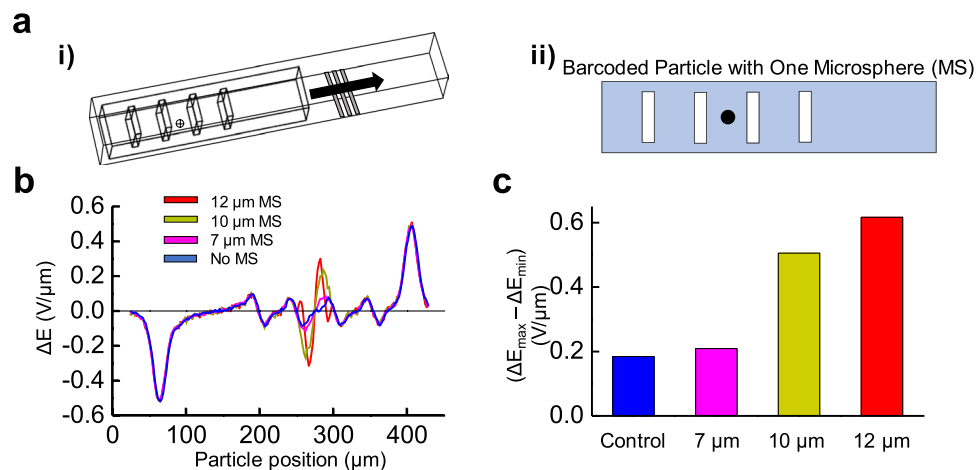 a
i)
ii)
Barcoded Particle with One Microsphere (MS)
b
12 µm MS
10 µm MS
7 µm MS
No MS
0.6
0.4
0.2
0.0
-0.2
-0.4
-0.6
ΔE (V/µm)
0 100 200 300 400
Particle position (µm)
c
0.6
0.4
0.2
0.0
(ΔEmax – ΔEmin)
(V/µm)
Control 7 µm 10 µm 12 µm